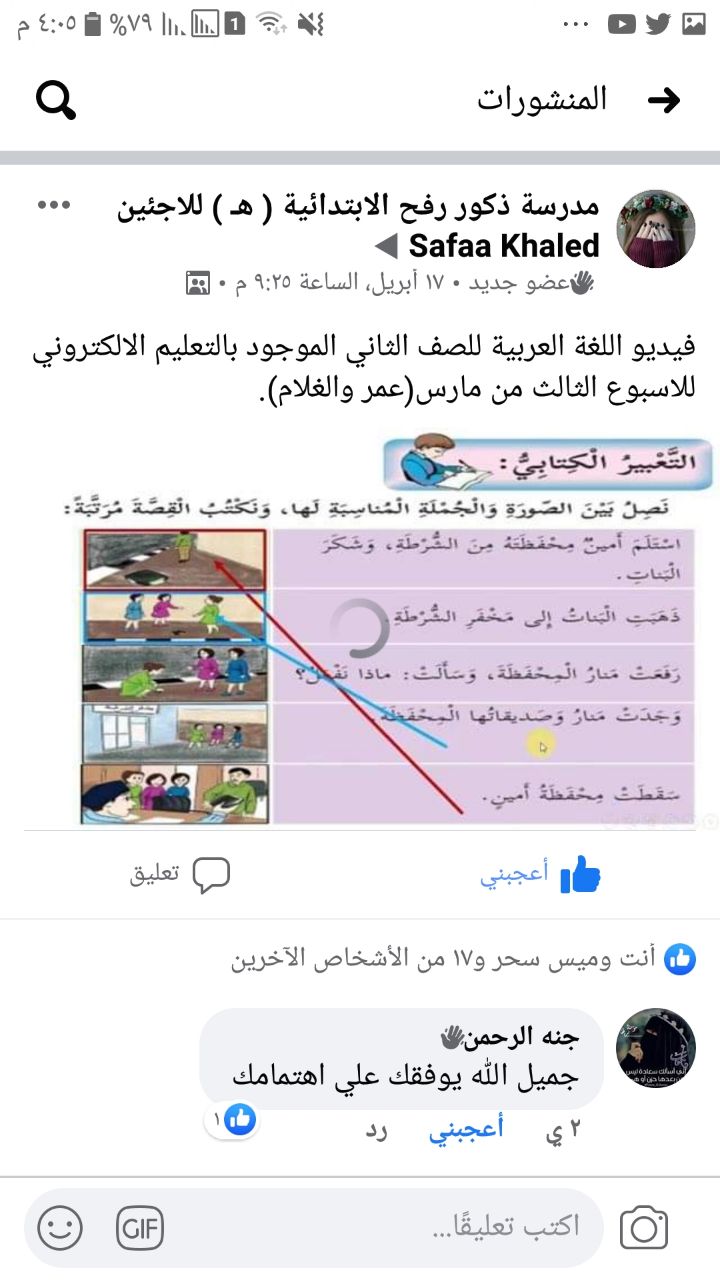 ٤:٠٥ م
٧٩%
1
المنشورات
مدرسة ذكور رفح الابتدائية ( هـ ) للاجئين
Safaa Khaled
عضو جديد • ١٧ أبريل، الساعة ٩:٢٥ م •
فيديو اللغة العربية للصف الثاني الموجود بالتعليم الالكتروني
للاسبوع الثالث من مارس(عمر والغلام).
التَّعْبيرُ الْكِتابِيُّ:
نَصِلُ بَيْنَ الصّورَةِ وَالْجُمْلَةِ الْمُناسِبَةِ لَها، وَنَكْتُبُ الْقِصَّةَ مُرَتَّبَةً:
اسْتَلَمَ أَمينٌ مِحْفَظَتَهُ مِنَ الشُّرْطَةِ، وَشَكَرَ
الْبَناتِ.
ذَهَبَتِ الْبَناتُ إِلى مَخْفَرِ الشُّرْطَةِ.
رَفَعَتْ مَنارُ الْمِحْفَظَةَ، وَسَأَلَتْ: ماذا نَفْعَلُ؟
وَجَدَتْ مَنارُ وَصَديقاتُها الْمِحْفَظَةَ.
سَقَطَتْ مِحْفَظَةُ أَمينٍ.
أعجبني
تعليق
أنت وميس سحر و١٧ من الأشخاص الآخرين
جنه الرحمن
جميل الله يوفقك علي اهتمامك
٢ ي
أعجبني
رد
١
اكتب تعليقًا...
GIF